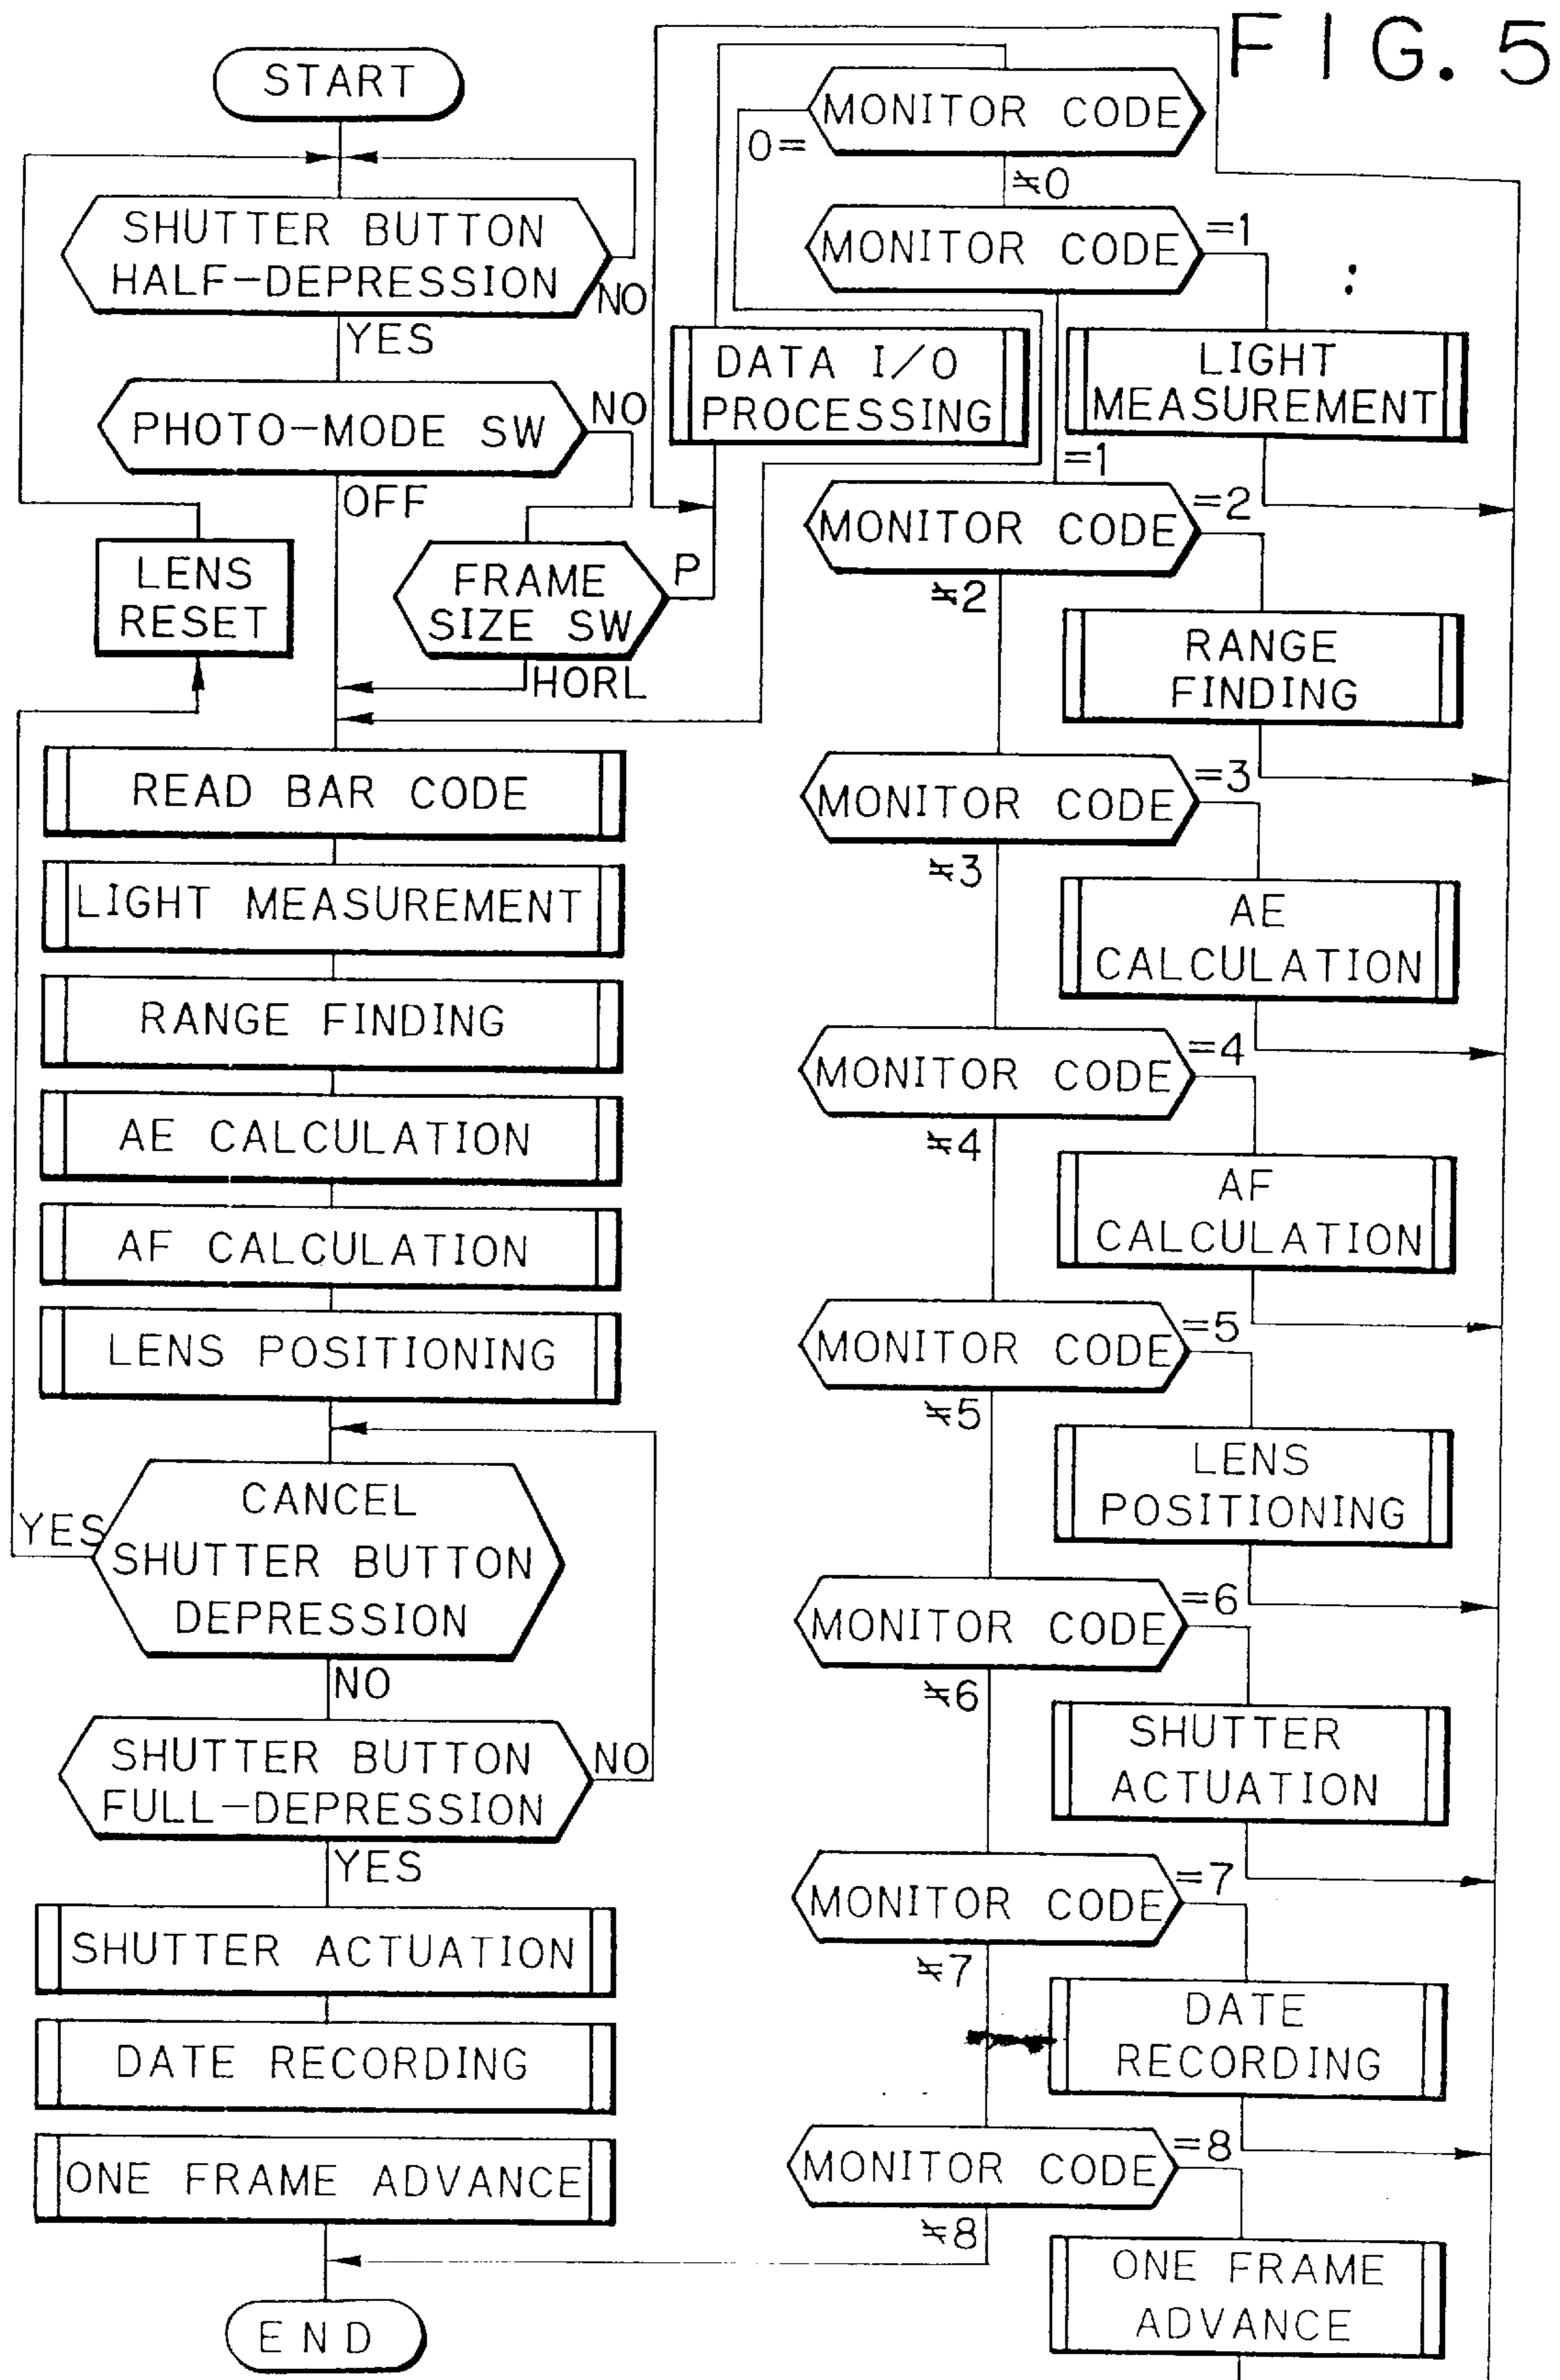 FIG. 5
START
SHUTTER BUTTON
HALF-DEPRESSION
NO
YES
PHOTO-MODE SW
NO
OFF
LENS
RESET
FRAME
SIZE SW
P
HORL
READ BAR CODE
LIGHT MEASUREMENT
RANGE FINDING
AE CALCULATION
AF CALCULATION
LENS POSITIONING
CANCEL
SHUTTER BUTTON
DEPRESSION
YES
NO
SHUTTER BUTTON
FULL-DEPRESSION
NO
YES
SHUTTER ACTUATION
DATE RECORDING
ONE FRAME ADVANCE
END
MONITOR CODE
0=
≠0
MONITOR CODE
=1
DATA I/O
PROCESSING
LIGHT
MEASUREMENT
=1
MONITOR CODE
=2
≠2
RANGE
FINDING
MONITOR CODE
=3
≠3
AE
CALCULATION
MONITOR CODE
=4
≠4
AF
CALCULATION
MONITOR CODE
=5
≠5
LENS
POSITIONING
MONITOR CODE
=6
≠6
SHUTTER
ACTUATION
MONITOR CODE
=7
≠7
DATE
RECORDING
MONITOR CODE
=8
≠8
ONE FRAME
ADVANCE